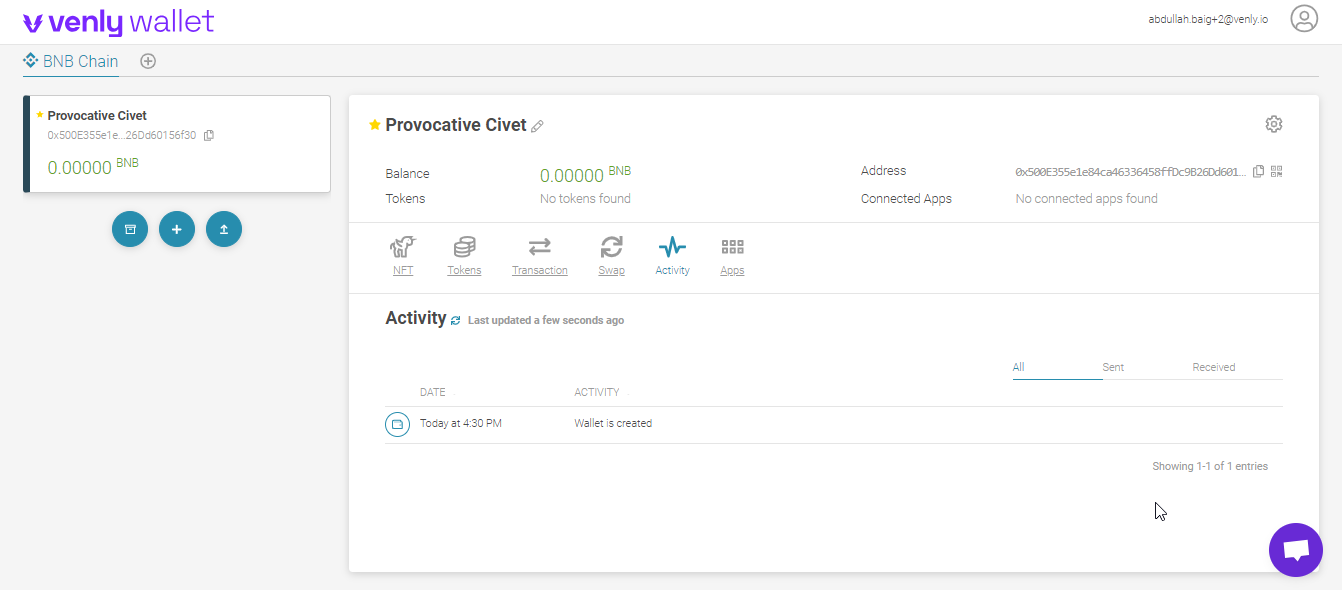 venly wallet
abdullah.baig+2@venly.io
BNB Chain
Provocative Civet
0x500E355e1e...26Dd60156f30
0.00000 BNB
Provocative Civet
Balance
0.00000 BNB
Address
0x500E355e1e84ca46336458ffDc9B26Dd601...
Tokens
No tokens found
Connected Apps
No connected apps found
NFT
Tokens
Transaction
Swap
Activity
Apps
Activity
Last updated a few seconds ago
All
Sent
Received
DATE
ACTIVITY
Today at 4:30 PM
Wallet is created
Showing 1-1 of 1 entries